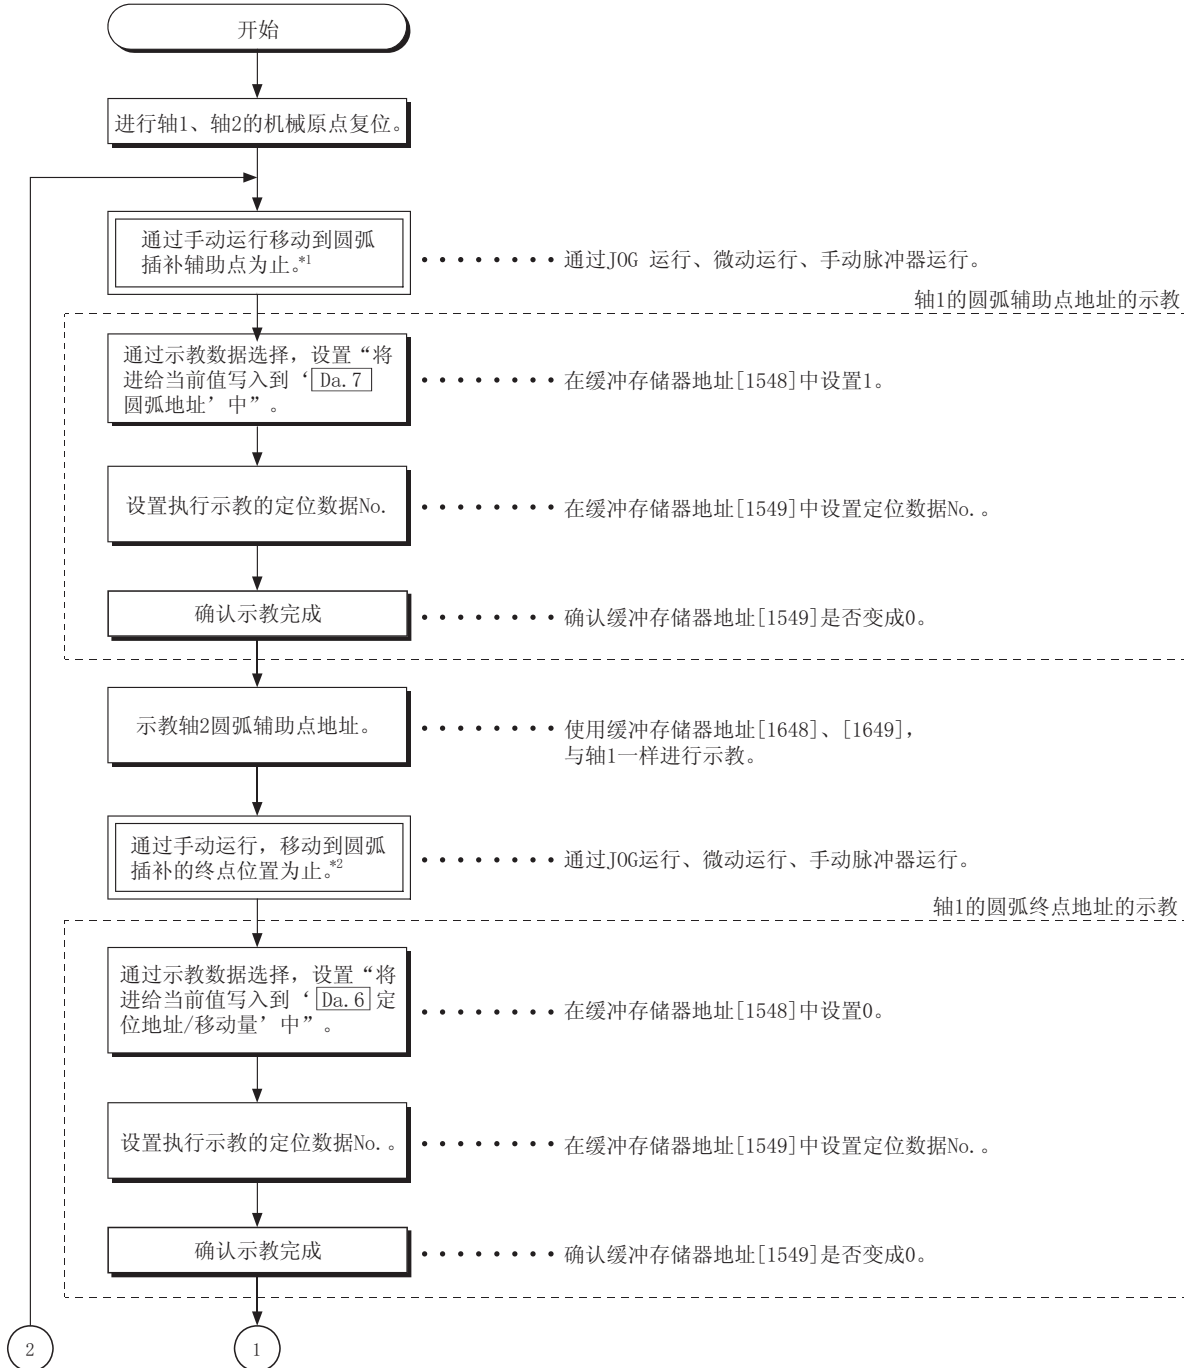 开始
进行轴1、轴2的机械原点复位。
通过手动运行移动到圆弧
插补辅助点为止。*1
通过JOG 运行、微动运行、手动脉冲器运行。
轴1的圆弧辅助点地址的示教
通过示教数据选择，设置“将
进给当前值写入到‘Da.7
圆弧地址’中”。
在缓冲存储器地址[1548]中设置1。
设置执行示教的定位数据No.
在缓冲存储器地址[1549]中设置定位数据No.。
确认示教完成
确认缓冲存储器地址[1549]是否变成0。
示教轴2圆弧辅助点地址。
使用缓冲存储器地址[1648]、[1649]，
与轴1一样进行示教。
通过手动运行，移动到圆弧
插补的终点位置为止。*2
通过JOG运行、微动运行、手动脉冲器运行。
轴1的圆弧终点地址的示教
通过示教数据选择，设置“将
进给当前值写入到‘Da.6定
位地址/移动量’中”。
在缓冲存储器地址[1548]中设置0。
设置执行示教的定位数据No.。
在缓冲存储器地址[1549]中设置定位数据No.。
确认示教完成
确认缓冲存储器地址[1549]是否变成0。
2
1